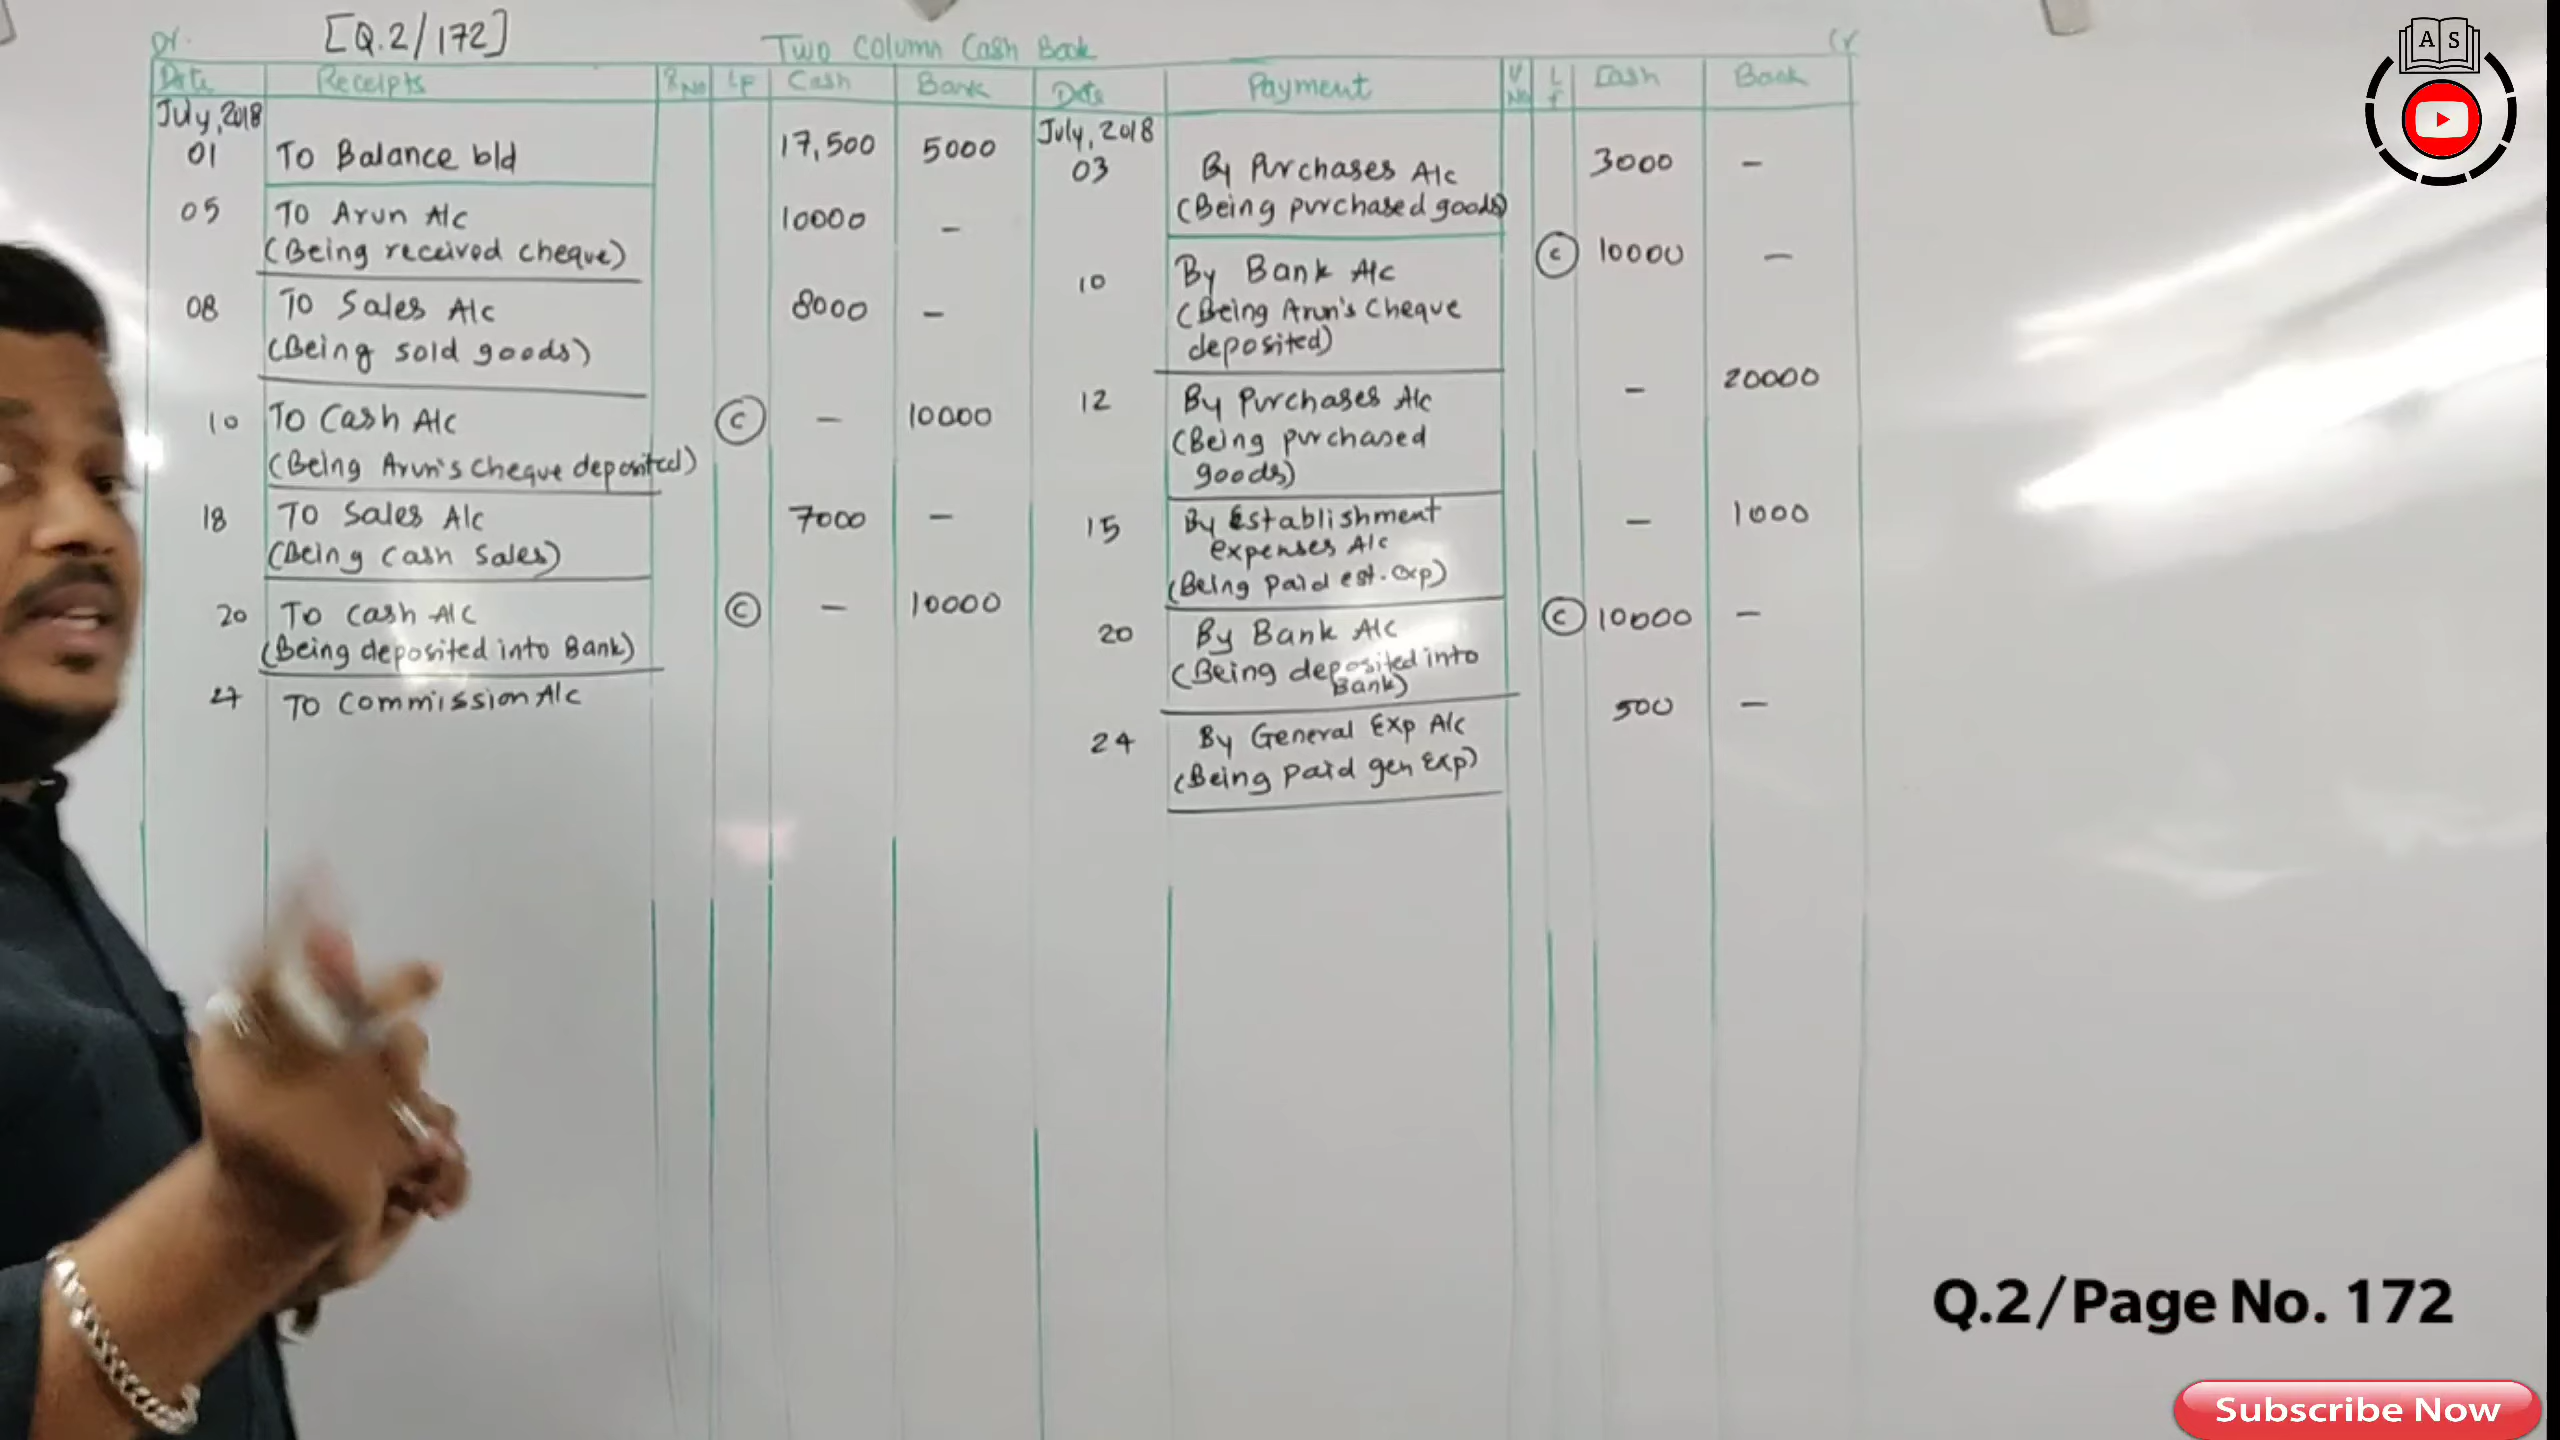 [Q.2/172]
Dr. Two Column Cash Book Cr
Date Receipts R No LF Cash Bank Date Payment V No LF Cash Bank
July, 2018 July, 2018
01 To Balance b/d 17,500 5000 03 By Purchases A/c 3000 -
(Being purchased goods)
05 To Arun A/c 10000 -
(Being received cheque)
10 By Bank A/c C 10000 -
(Being Arun's Cheque
deposited)
08 To Sales A/c 8000 -
(Being sold goods)
10 To Cash A/c C - 10000 12 By Purchases A/c - 20000
(Being Arun's Cheque deposited) (Being purchased
goods)
18 To Sales A/c 7000 - 15 By Establishment - 1000
expenses A/c
(Being Cash Sales) (Being Paid est. exp)
20 To Cash A/c C - 10000 20 By Bank A/c C 10000 -
(Being deposited into Bank) (Being deposited into
Bank)
27 To Commission A/c 24 By General Exp A/c 500 -
(Being Paid gen Exp)
A S
Q.2/Page No. 172
Subscribe Now